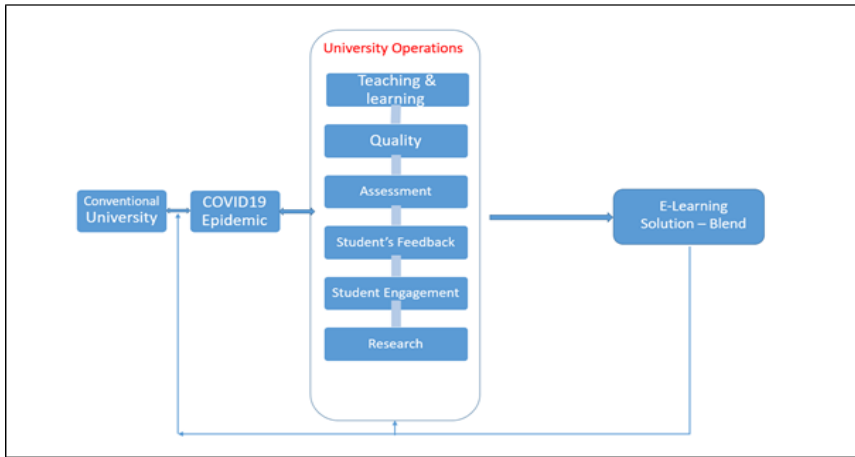 University Operations
Teaching &
learning
Quality
Assessment
Student's Feedback
Student Engagement
Research
Conventional
University
COVID19
Epidemic
E-Learning
Solution – Blend